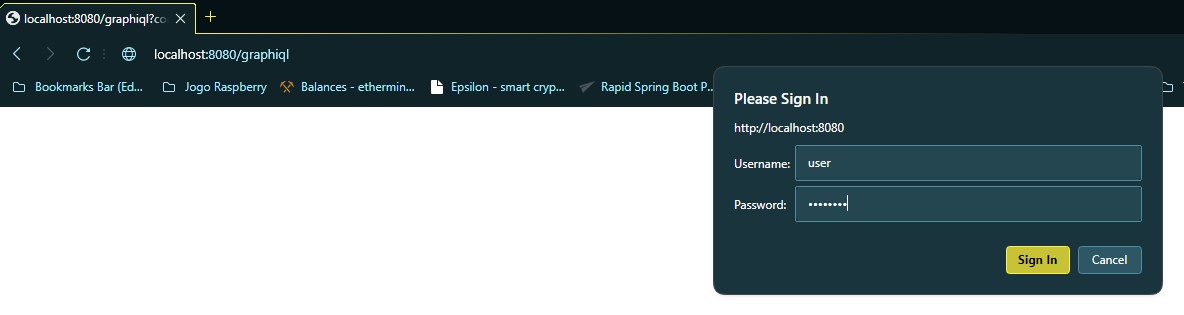 localhost:8080/graphiql?co
localhost:8080/graphiql
Bookmarks Bar (Ed... Jogo Raspberry Balances - ethermin... Epsilon - smart cryp... Rapid Spring Boot P...
Please Sign In
http://localhost:8080
Username: user
Password: ••••••••
Sign In Cancel